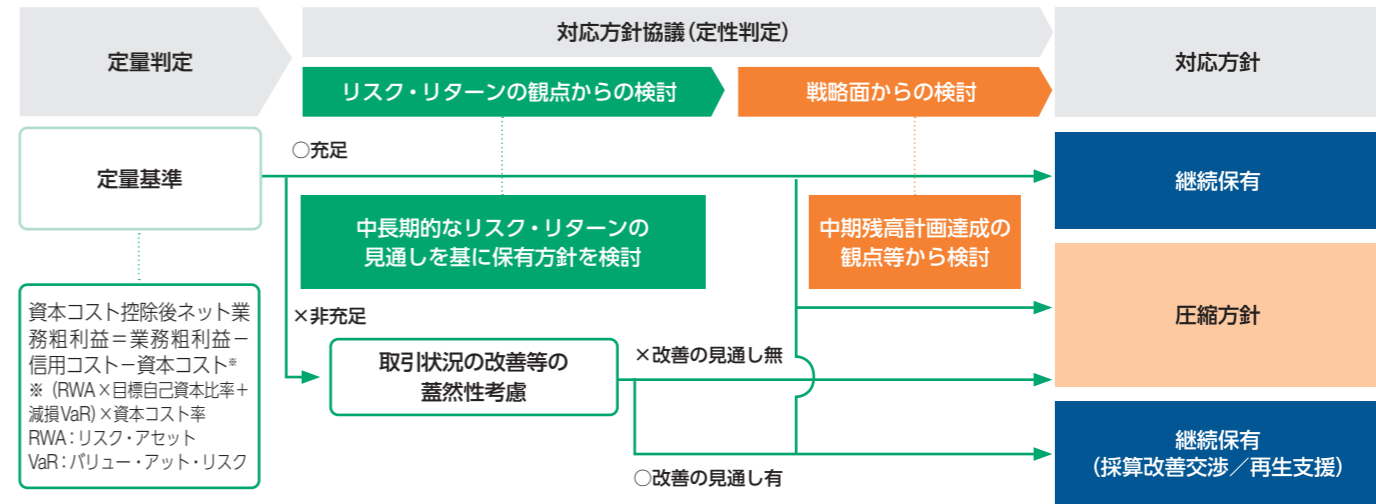 定量判定
対応方針協議（定性判定）
リスク・リターンの観点からの検討
戦略面からの検討
対応方針
定量基準
○充足
継続保有
中長期的なリスク・リターンの
見通しを基に保有方針を検討
中期残高計画達成の
観点等から検討
資本コスト控除後ネット業
務粗利益＝業務粗利益－
信用コスト－資本コスト※
※（RWA×目標自己資本比率＋
減損VaR）×資本コスト率
RWA：リスク・アセット
VaR：バリュー・アット・リスク
×非充足
取引状況の改善等の
蓋然性考慮
×改善の見通し無
圧縮方針
○改善の見通し有
継続保有
（採算改善交渉／再生支援）